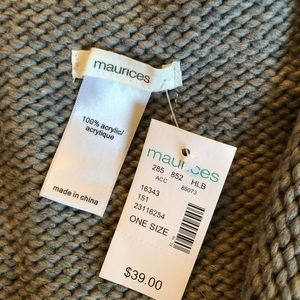 maurices
100% acrylic/
acrylique
made in china
maurices
285 852 HLB
ACC 85073
16343
151
23116254
ONE SIZE
$39.00